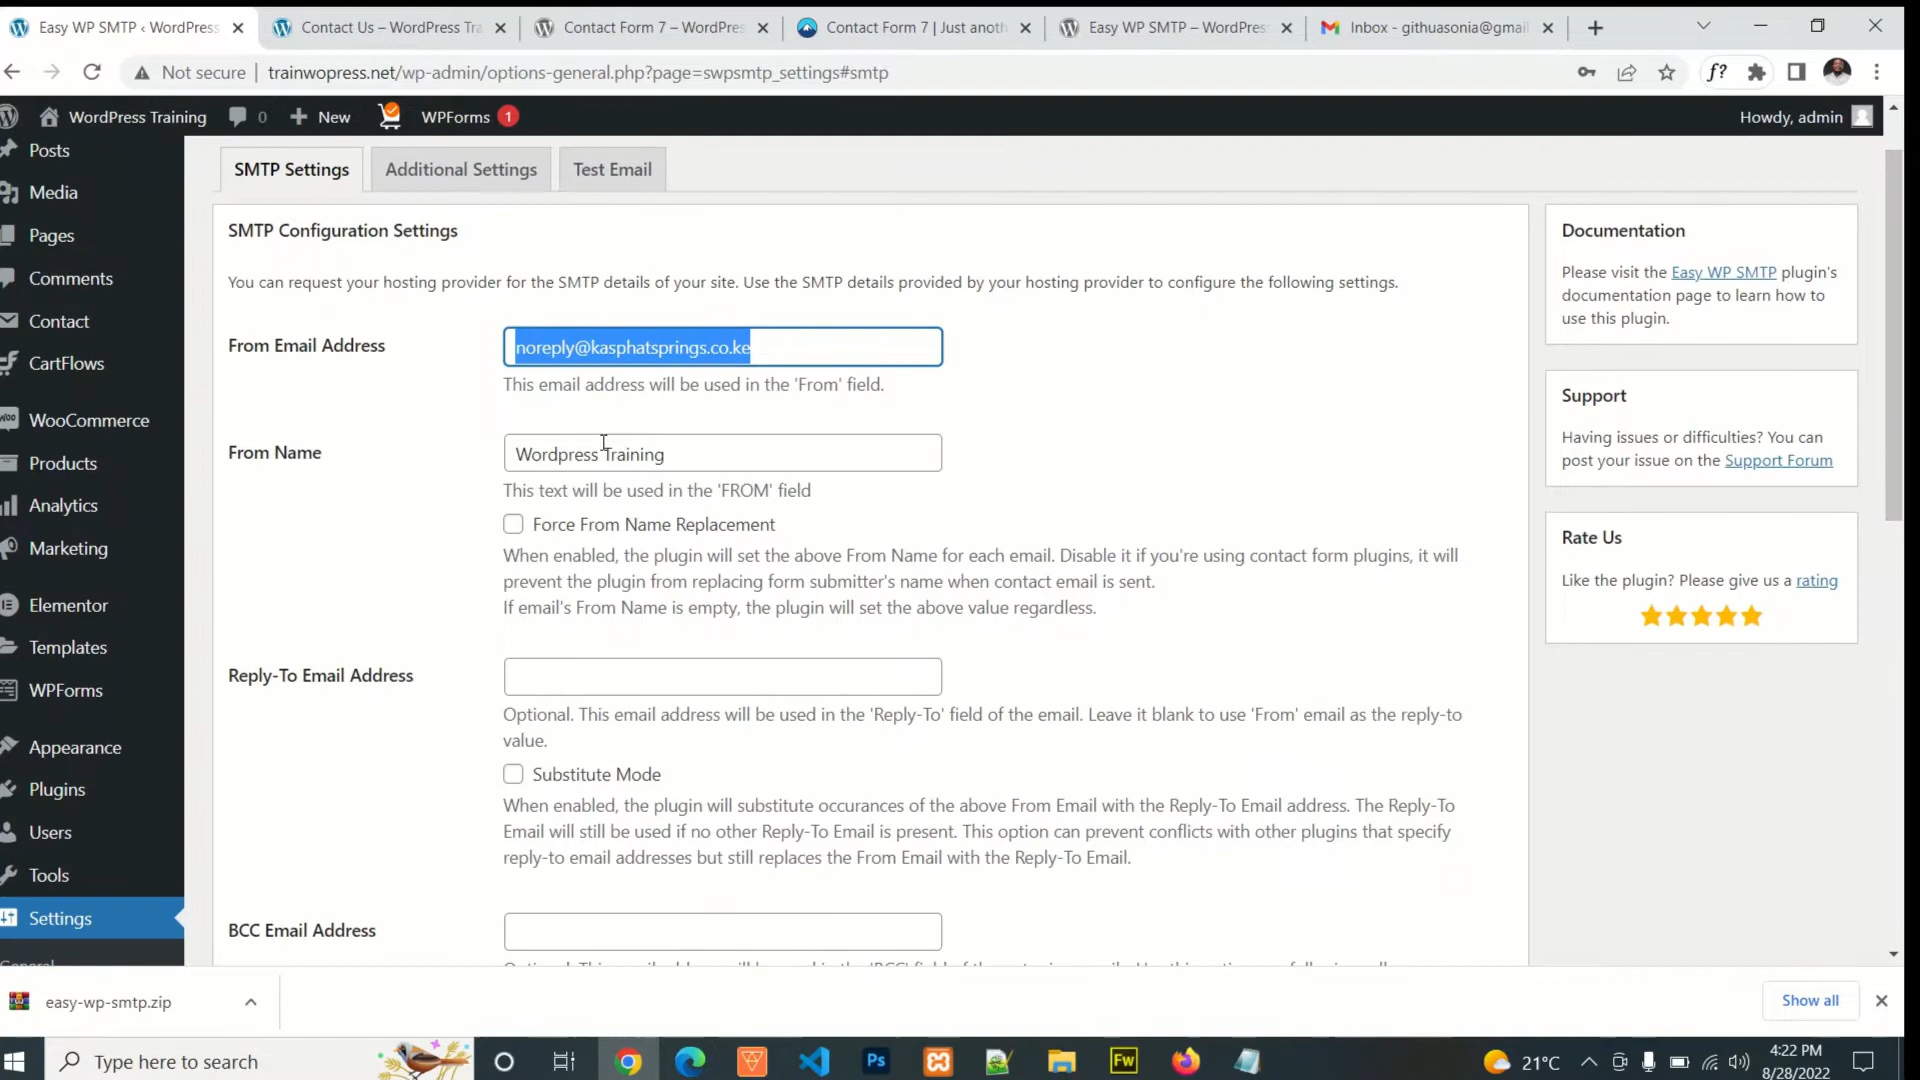 Easy WP SMTP ‹ WordPress
Contact Us – WordPress Tra
Contact Form 7 – WordPres
Contact Form 7 | Just anoth
Easy WP SMTP – WordPres
Inbox - githuasonia@gmail
Not secure
trainwopress.net/wp-admin/options-general.php?page=swpsmtp_settings#smtp
f?
WordPress Training
0
New
WPForms 1
Howdy, admin
Posts
Media
Pages
Comments
Contact
CartFlows
WooCommerce
Products
Analytics
Marketing
Elementor
Templates
WPForms
Appearance
Plugins
Users
Tools
Settings
General
SMTP Settings
Additional Settings
Test Email
SMTP Configuration Settings
You can request your hosting provider for the SMTP details of your site. Use the SMTP details provided by your hosting provider to configure the following settings.
From Email Address
noreply@kasphatsprings.co.ke
This email address will be used in the 'From' field.
From Name
Wordpress Training
This text will be used in the 'FROM' field
Force From Name Replacement
When enabled, the plugin will set the above From Name for each email. Disable it if you're using contact form plugins, it will
prevent the plugin from replacing form submitter's name when contact email is sent.
If email's From Name is empty, the plugin will set the above value regardless.
Reply-To Email Address
Optional. This email address will be used in the 'Reply-To' field of the email. Leave it blank to use 'From' email as the reply-to
value.
Substitute Mode
When enabled, the plugin will substitute occurances of the above From Email with the Reply-To Email address. The Reply-To
Email will still be used if no other Reply-To Email is present. This option can prevent conflicts with other plugins that specify
reply-to email addresses but still replaces the From Email with the Reply-To Email.
BCC Email Address
Documentation
Please visit the Easy WP SMTP plugin's
documentation page to learn how to
use this plugin.
Support
Having issues or difficulties? You can
post your issue on the Support Forum
Rate Us
Like the plugin? Please give us a rating
easy-wp-smtp.zip
Show all
Type here to search
Ps
Fw
21°C
4:22 PM
8/28/2022